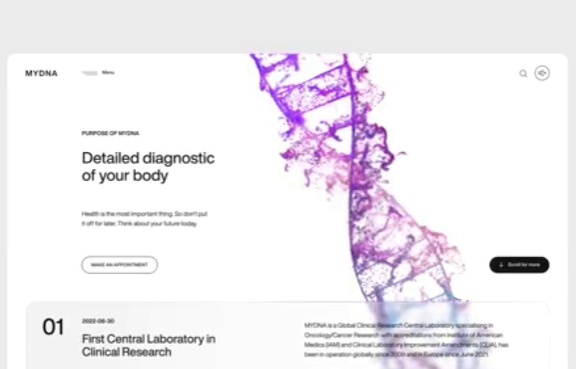 MYDNA
Menu
PURPOSE OF MYDNA
Detailed diagnostic
of your body
Health is the most important thing. So don't put
it off for later. Think about your future today.
MAKE AN APPOINTMENT
Scroll for more
01
2022-06-30
First Central Laboratory in
Clinical Research
MYDNA is a Global Clinical Research Central Laboratory specialising in
Oncology/Cancer Research with accreditations from Institute of American
Medics (IAM) and Clinical Laboratory Improvement Amendments (CLIA), has
been in operation globally since 2009 and in Europe since June 2021.